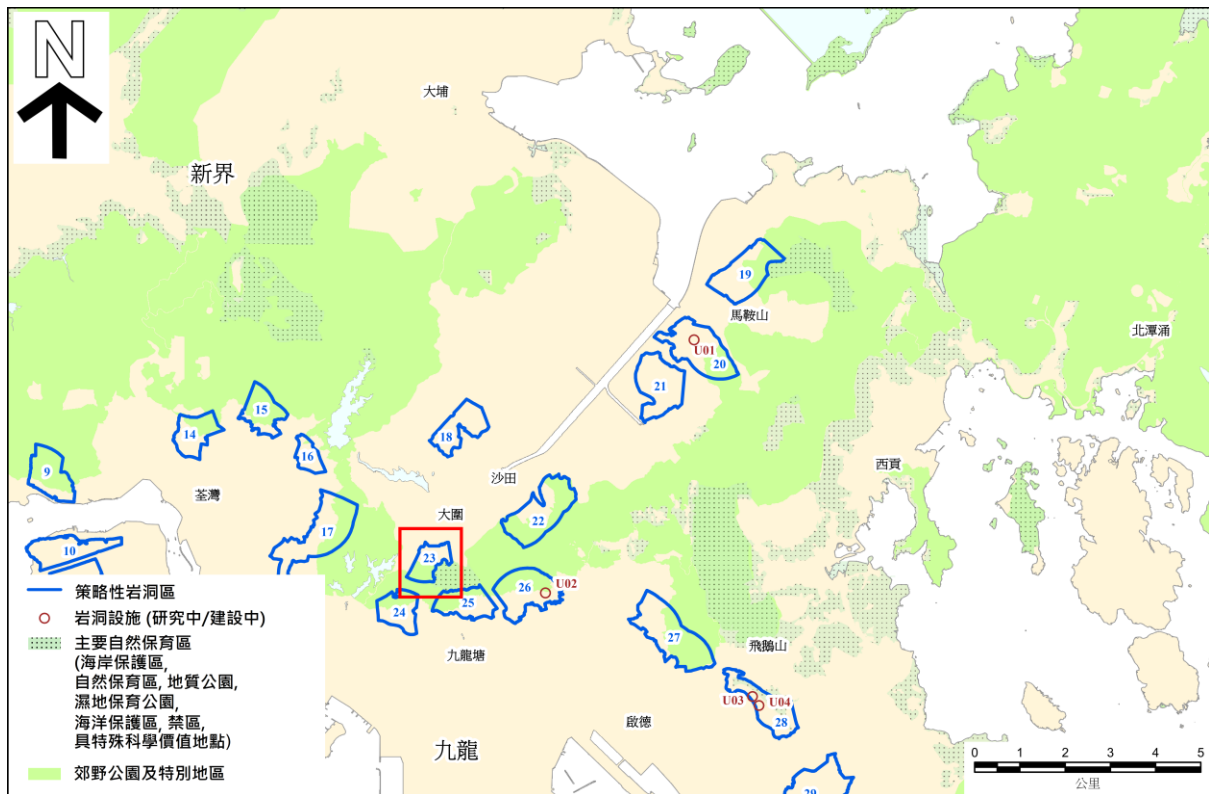 N
大埔
新界
19
馬鞍山
北潭涌
U01
20
21
15
14
18
16
9
西貢
荃灣
沙田
大圍
22
17
10
23
26
U02
24
25
27
九龍塘
飛鵝山
U03
U04
28
啟德
九龍
29
策略性岩洞區
岩洞設施 (研究中/建設中)
主要自然保育區
(海岸保護區,
自然保育區, 地質公園,
濕地保育公園,
海洋保護區, 禁區,
具特殊科學價值地點)
郊野公園及特別地區
0 1 2 3 4 5
公里